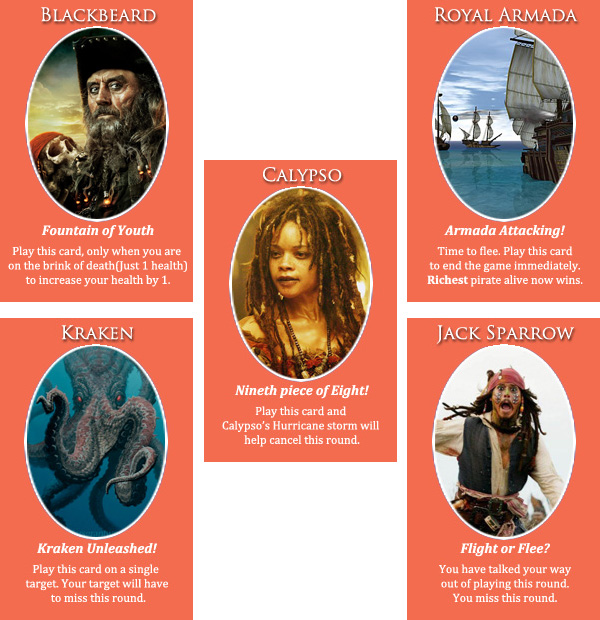 BLACKBEARD
Fountain of Youth
Play this card, only when you are
on the brink of death(Just 1 health)
to increase your health by 1.
ROYAL ARMADA
Armada Attacking!
Time to flee. Play this card
to end the game immediately.
Richest pirate alive now wins.
CALYPSO
Nineth piece of Eight!
Play this card and
Calypso's Hurricane storm will
help cancel this round.
KRAKEN
Kraken Unleashed!
Play this card on a single
target. Your target will have
to miss this round.
JACK SPARROW
Flight or Flee?
You have talked your way
out of playing this round.
You miss this round.